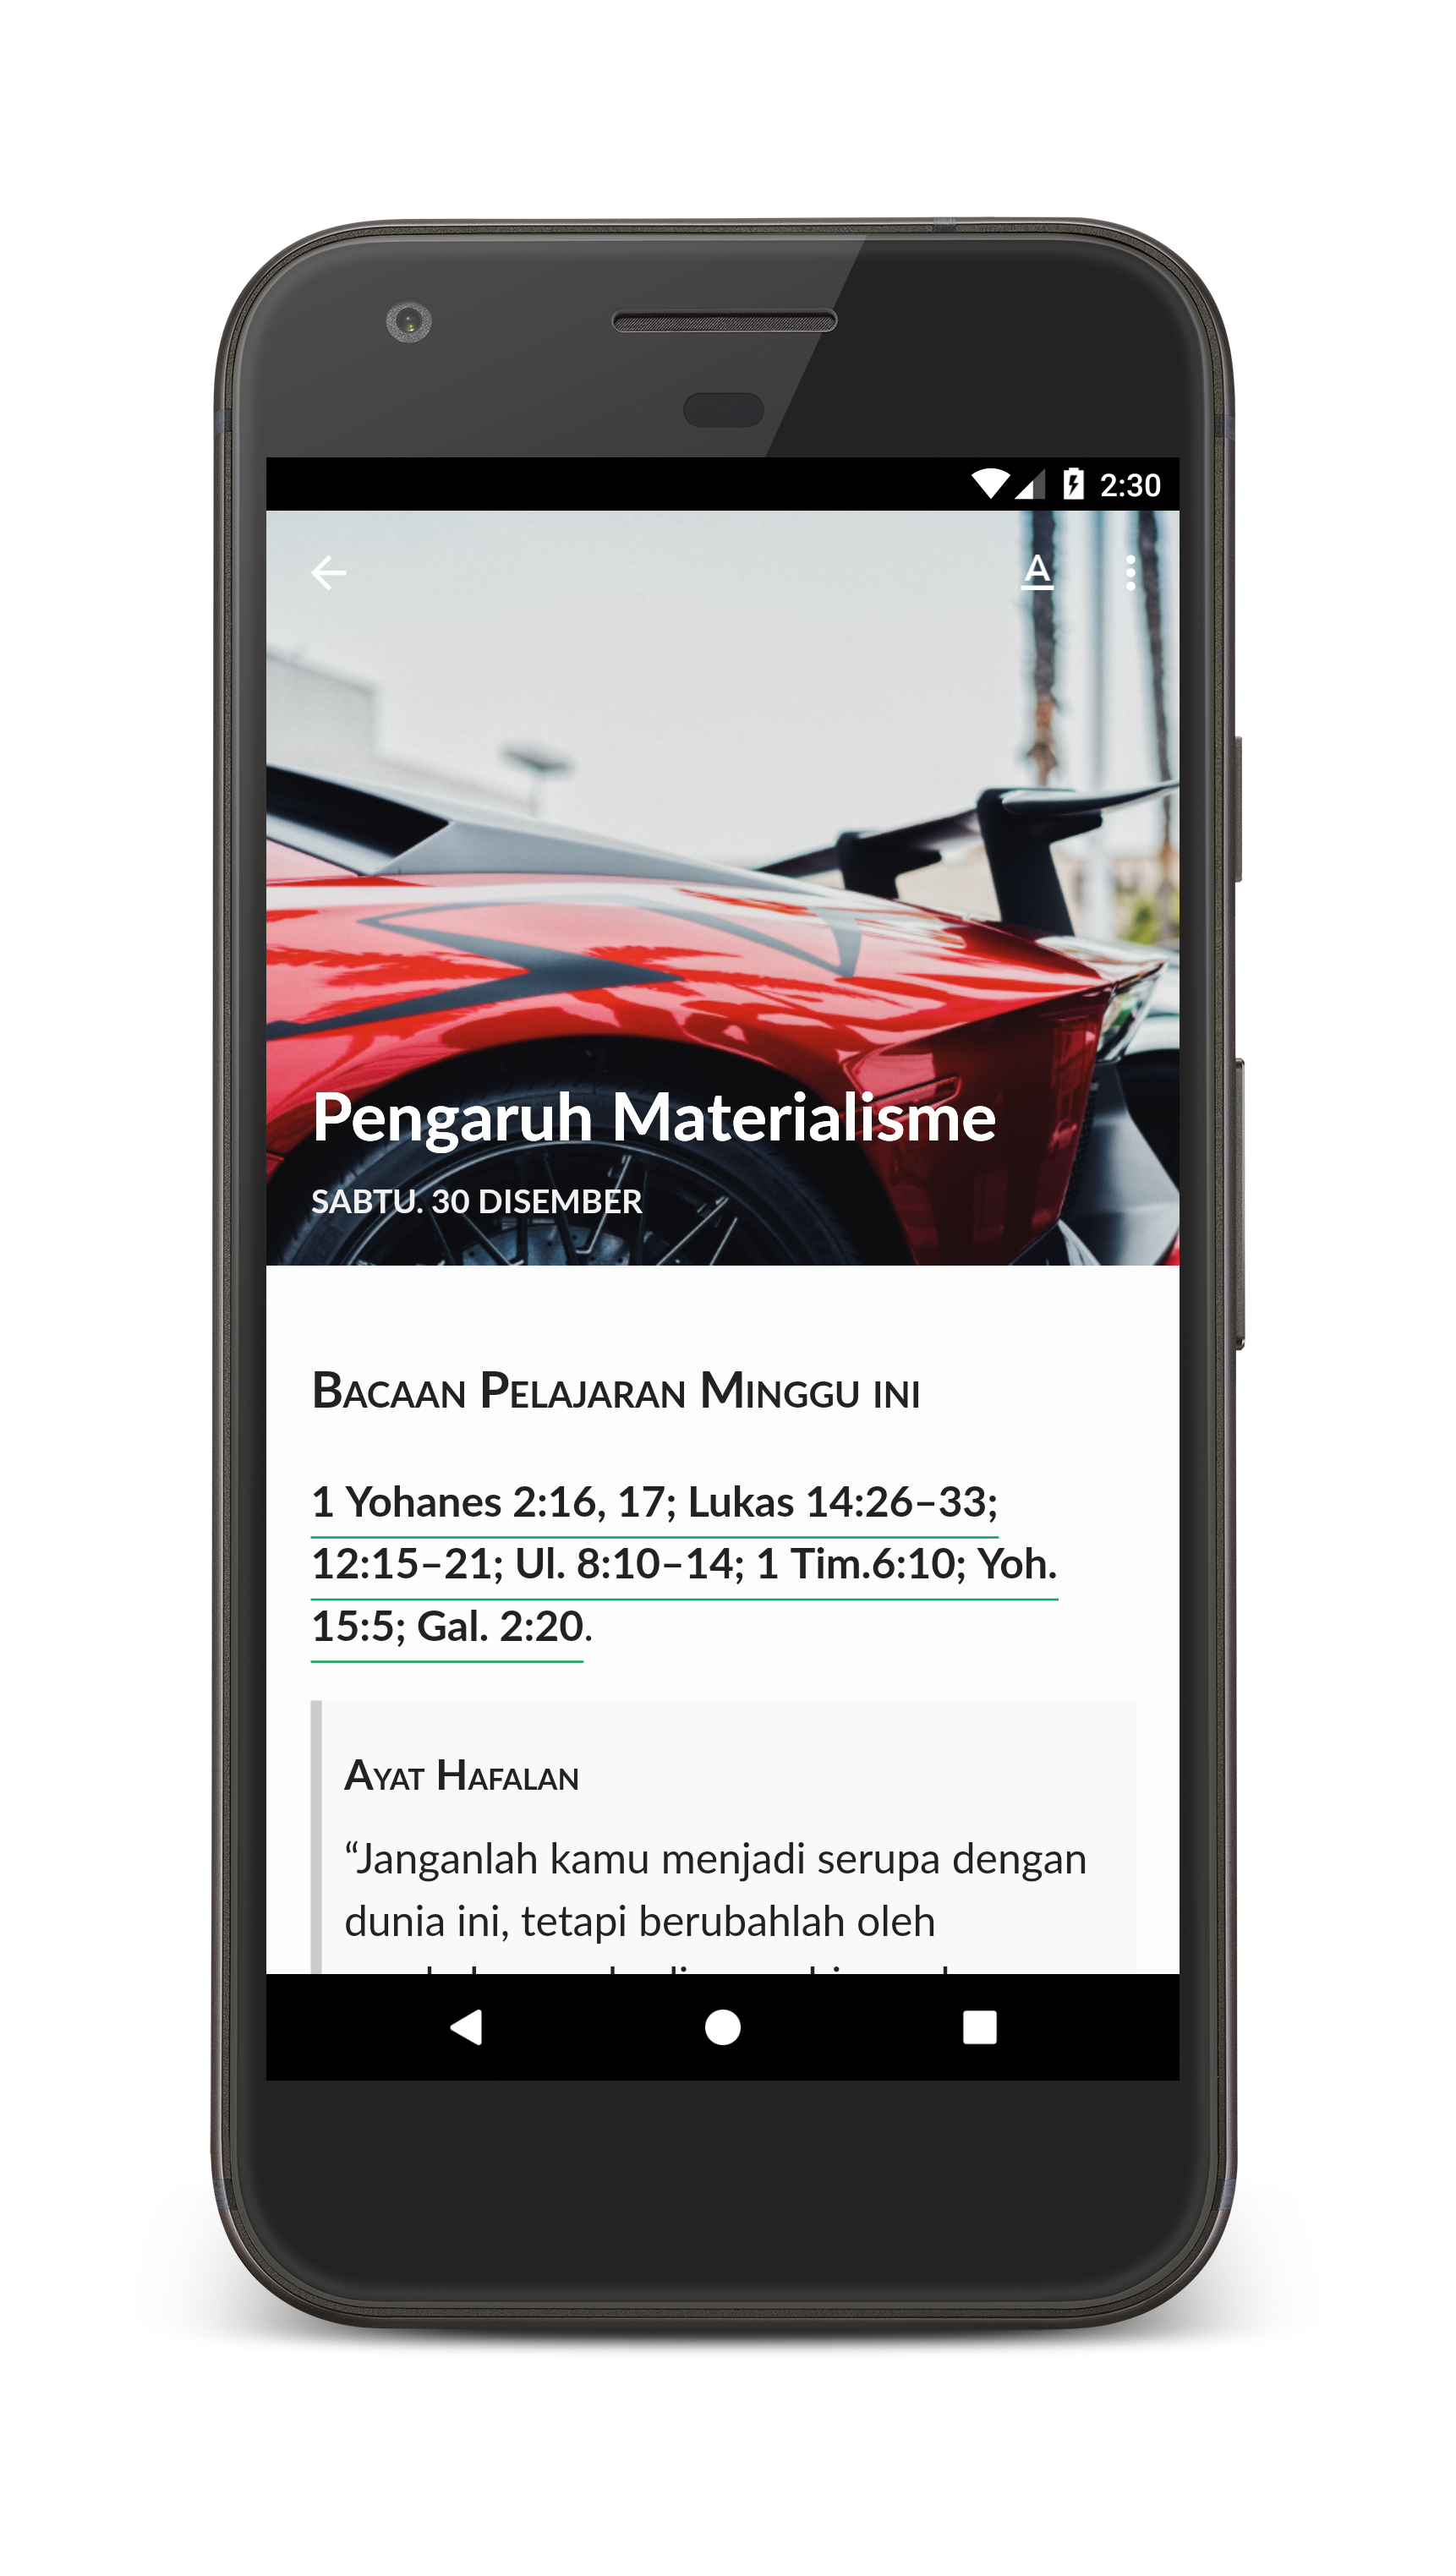 2:30
A
Pengaruh Materialisme
SABTU. 30 DISEMBER
Bacaan Pelajaran Minggu ini
1 Yohanes 2:16, 17; Lukas 14:26–33;
12:15–21; Ul. 8:10–14; 1 Tim.6:10; Yoh.
15:5; Gal. 2:20.
Ayat Hafalan
“Janganlah kamu menjadi serupa dengan
dunia ini, tetapi berubahlah oleh